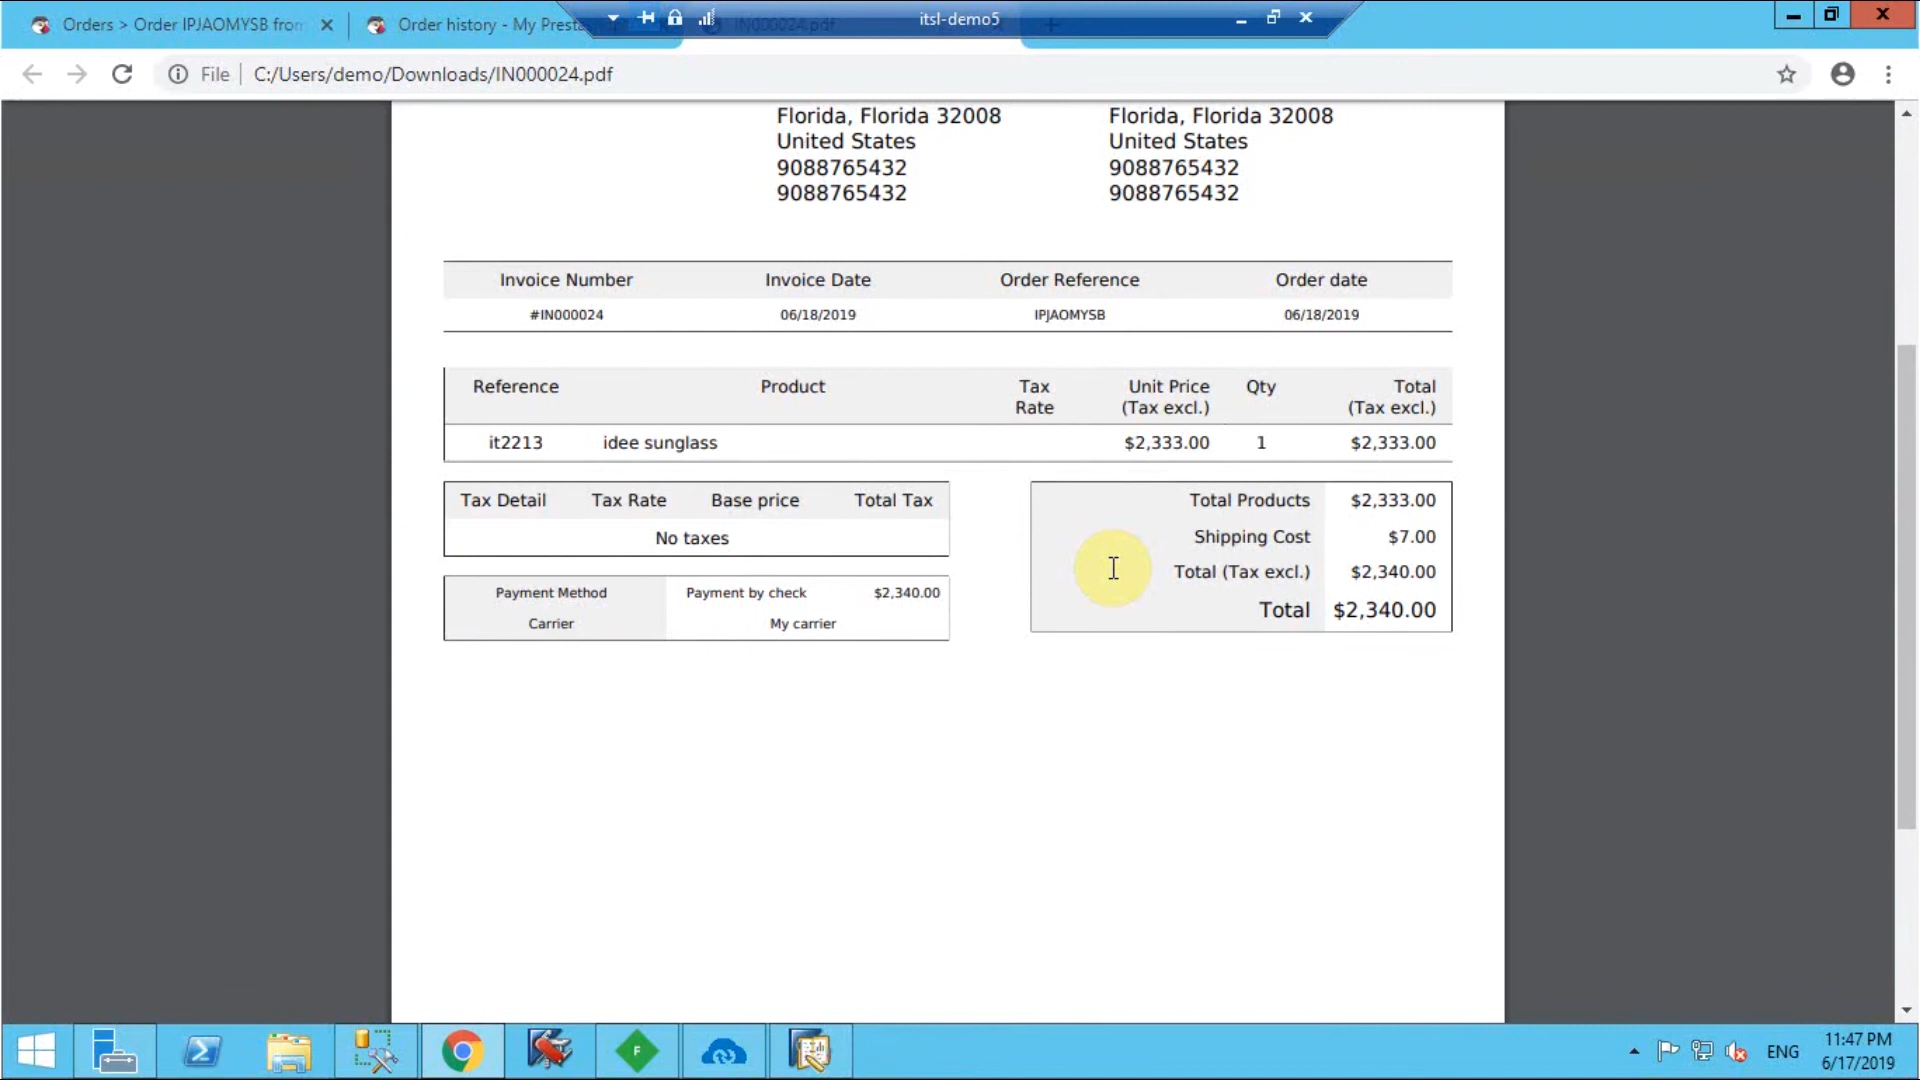 Orders > Order IPJAOMYSB from
Order history - My Presta
IN000024.pdf
itsl-demo5
File
C:/Users/demo/Downloads/IN000024.pdf
Florida, Florida 32008 Florida, Florida 32008
United States United States
9088765432 9088765432
9088765432 9088765432
Invoice Number Invoice Date Order Reference Order date
#IN000024 06/18/2019 IPJAOMYSB 06/18/2019
Reference Product Tax Unit Price Qty Total
Rate (Tax excl.) (Tax excl.)
it2213 idee sunglass $2,333.00 1 $2,333.00
Tax Detail Tax Rate Base price Total Tax
No taxes
Payment Method Payment by check $2,340.00
Carrier My carrier
Total Products $2,333.00
Shipping Cost $7.00
Total (Tax excl.) $2,340.00
Total $2,340.00
F
ENG
11:47 PM
6/17/2019